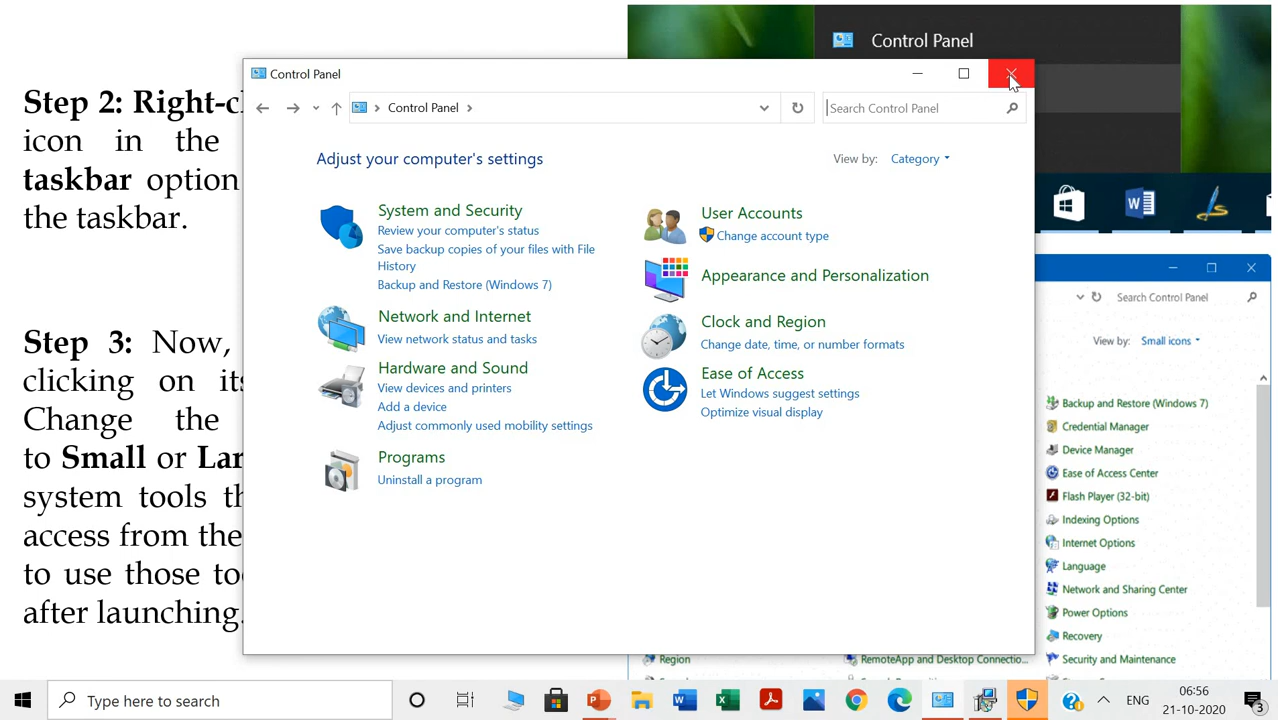 Control Panel
Step 2: Right-cl
icon in the
taskbar option
the taskbar.
Step 3: Now,
clicking on its
Change the
to Small or Lar
system tools th
access from the
to use those too
after launching.
Control Panel
Control Panel
Search Control Panel
Adjust your computer's settings
View by: Category
System and Security
Review your computer's status
Save backup copies of your files with File
History
Backup and Restore (Windows 7)
Network and Internet
View network status and tasks
Hardware and Sound
View devices and printers
Add a device
Adjust commonly used mobility settings
Programs
Uninstall a program
User Accounts
Change account type
Appearance and Personalization
Clock and Region
Change date, time, or number formats
Ease of Access
Let Windows suggest settings
Optimize visual display
Search Control Panel
View by: Small icons
Backup and Restore (Windows 7)
Credential Manager
Device Manager
Ease of Access Center
Flash Player (32-bit)
Indexing Options
Internet Options
Language
Network and Sharing Center
Power Options
Recovery
Region
RemoteApp and Desktop Connectio...
Security and Maintenance
Type here to search
ENG
06:56
21-10-2020
3